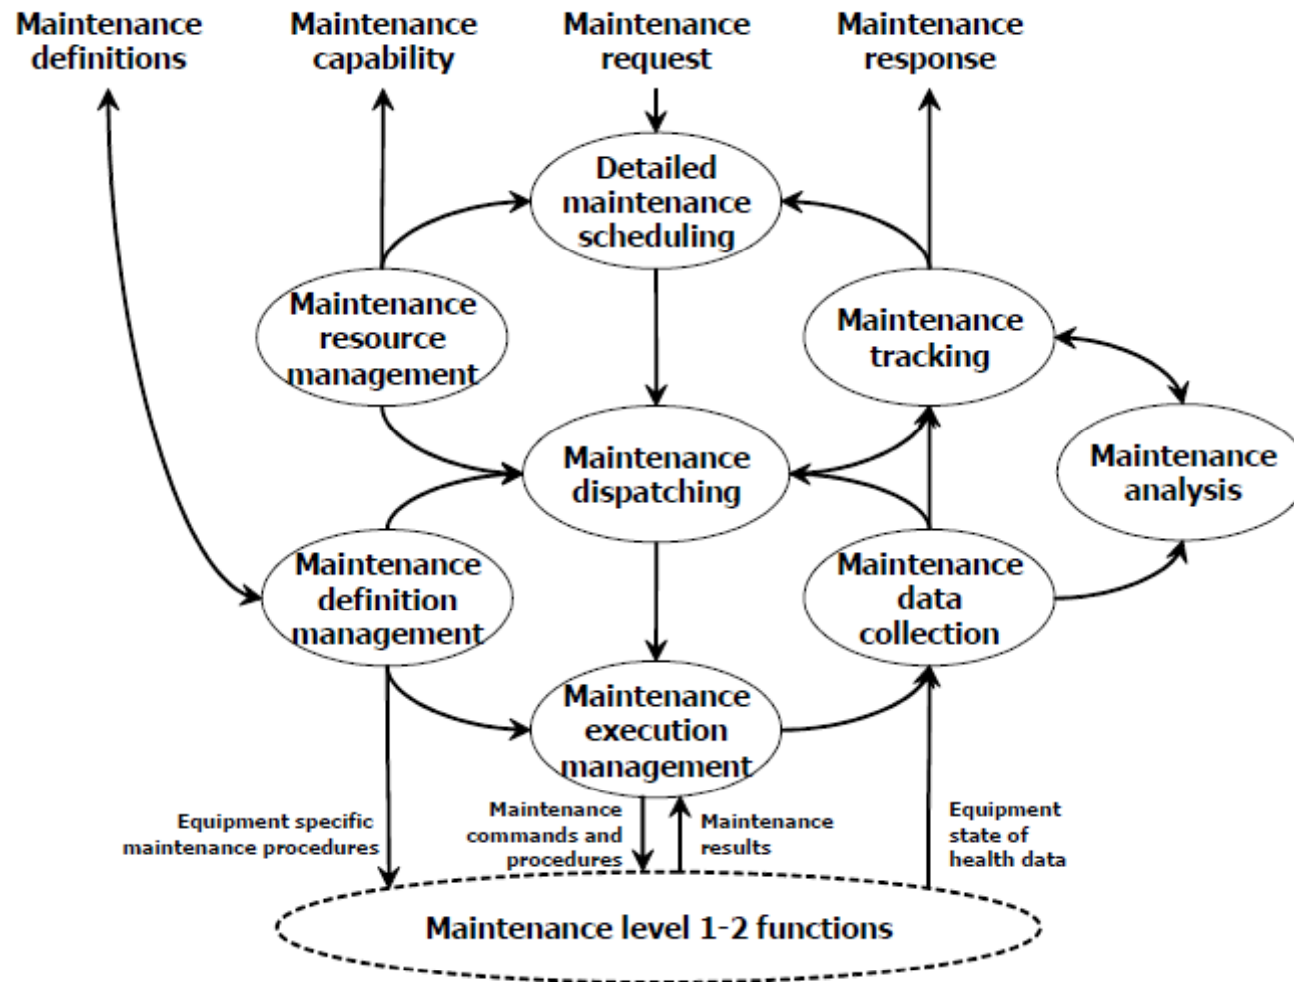 Maintenance
definitions
Maintenance
capability
Maintenance
request
Maintenance
response
Detailed
maintenance
scheduling
Maintenance
resource
management
Maintenance
tracking
Maintenance
dispatching
Maintenance
analysis
Maintenance
definition
management
Maintenance
data
collection
Maintenance
execution
management
Equipment specific
maintenance procedures
Maintenance
commands and
procedures
Maintenance
results
Equipment
state of
health data
Maintenance level 1-2 functions